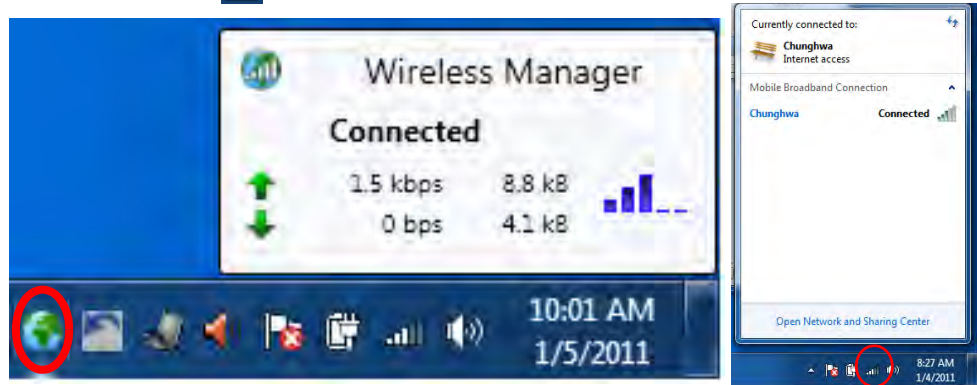 Wireless Manager
Connected
1.5 kbps 8.8 kB
0 bps 4.1 kB
10:01 AM
1/5/2011
Currently connected to:
Chunghwa
Internet access
Mobile Broadband Connection
Chunghwa Connected
Open Network and Sharing Center
8:27 AM
1/4/2011